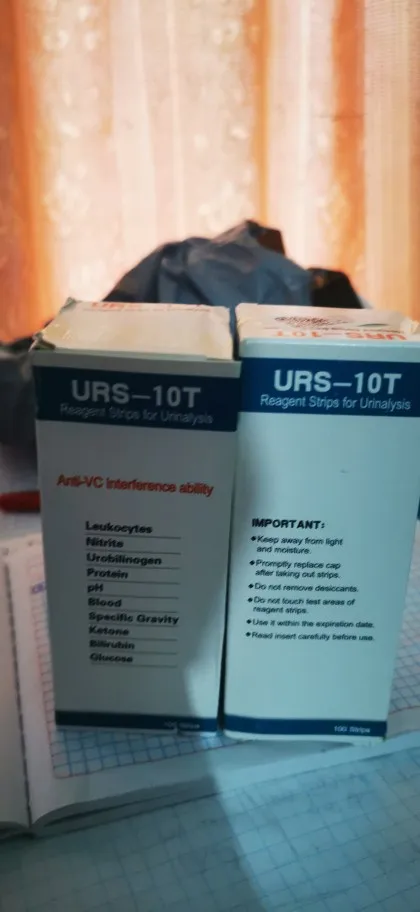 URS-10T
Reagent Strips for Urinalysis
Anti-VC interference ability
Leukocytes
Nitrite
Urobilinogen
Protein
pH
Blood
Specific Gravity
Ketone
Bilirubin
Glucose
100 Strips
URS-10T
URS-10T
Reagent Strips for Urinalysis
IMPORTANT:
◆Keep away from light
and moisture.
◆Promptly replace cap
after taking out strips.
◆Do not remove desiccants.
◆Do not touch test areas of
reagent strips.
◆Use it within the expiration date.
◆Read insert carefully before use.
100 Strips